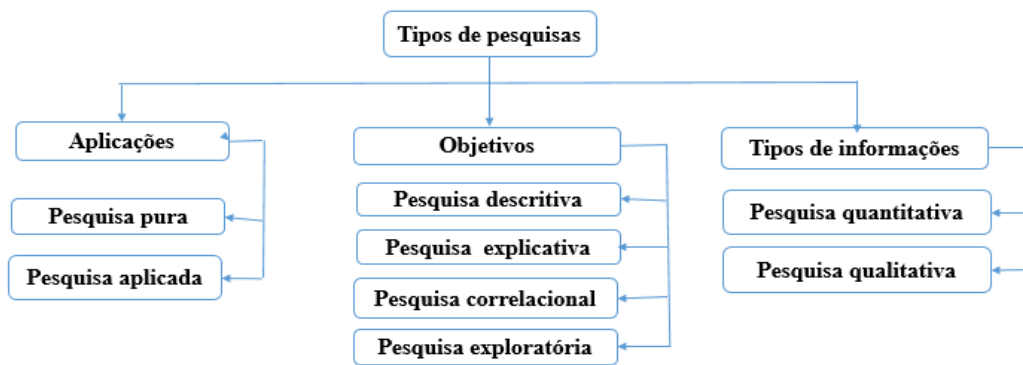 Tipos de pesquisas
Aplicações
Pesquisa pura
Pesquisa aplicada
Objetivos
Pesquisa descritiva
Pesquisa explicativa
Pesquisa correlacional
Pesquisa exploratória
Tipos de informações
Pesquisa quantitativa
Pesquisa qualitativa